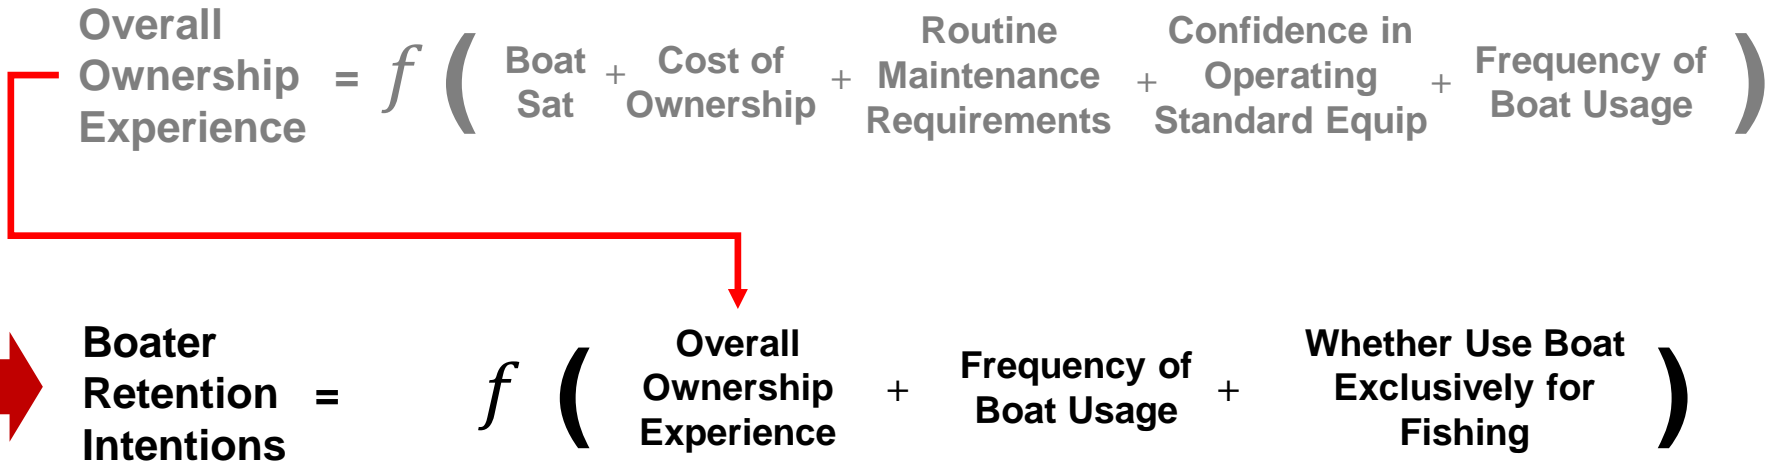 Overall Ownership Experience = f ( Boat Sat + Cost of Ownership + Routine Maintenance Requirements + Confidence in Operating Standard Equip + Frequency of Boat Usage )
Boater Retention Intentions = f ( Overall Ownership Experience + Frequency of Boat Usage + Whether Use Boat Exclusively for Fishing )